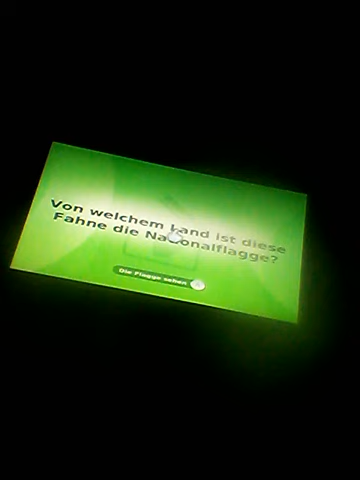 Von welchem Land ist diese
Fahne die Nationalflagge?
Die Flagge sehen